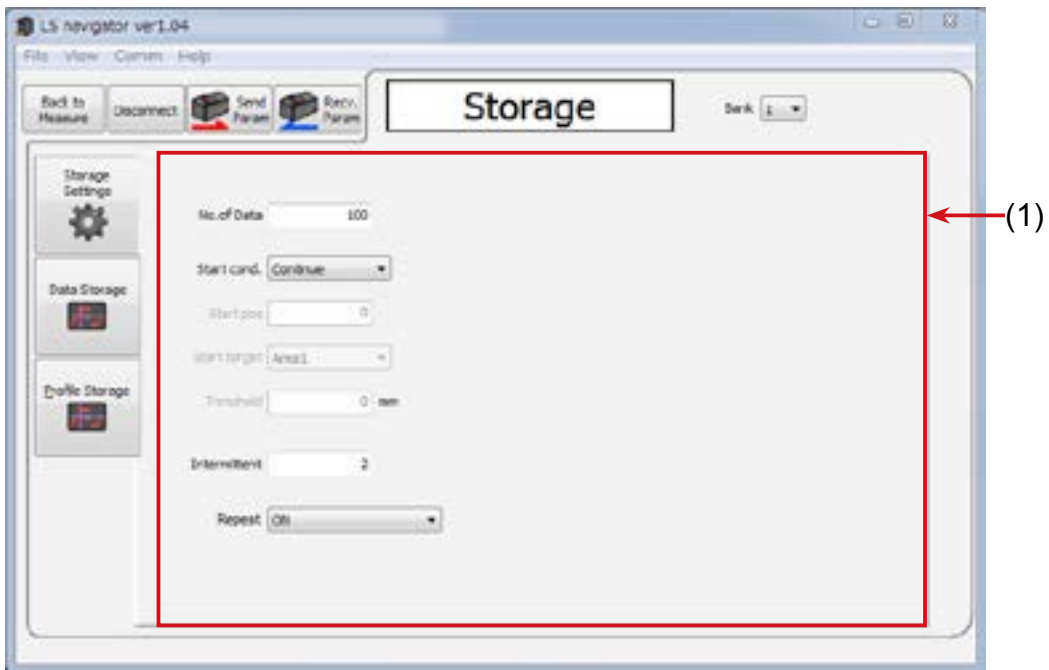 LS navigator ver1.04
File View Comm Help
Back to
Measure
Disconnect
Send
Param
Recv.
Param
Storage
Bank 1
Storage
Settings
Data Storage
Profile Storage
No.of Data 100
Start cond. Continue
Start pos 0
Start target Area1
Threshold 0 mm
Intermittent 2
Repeat ON
(1)